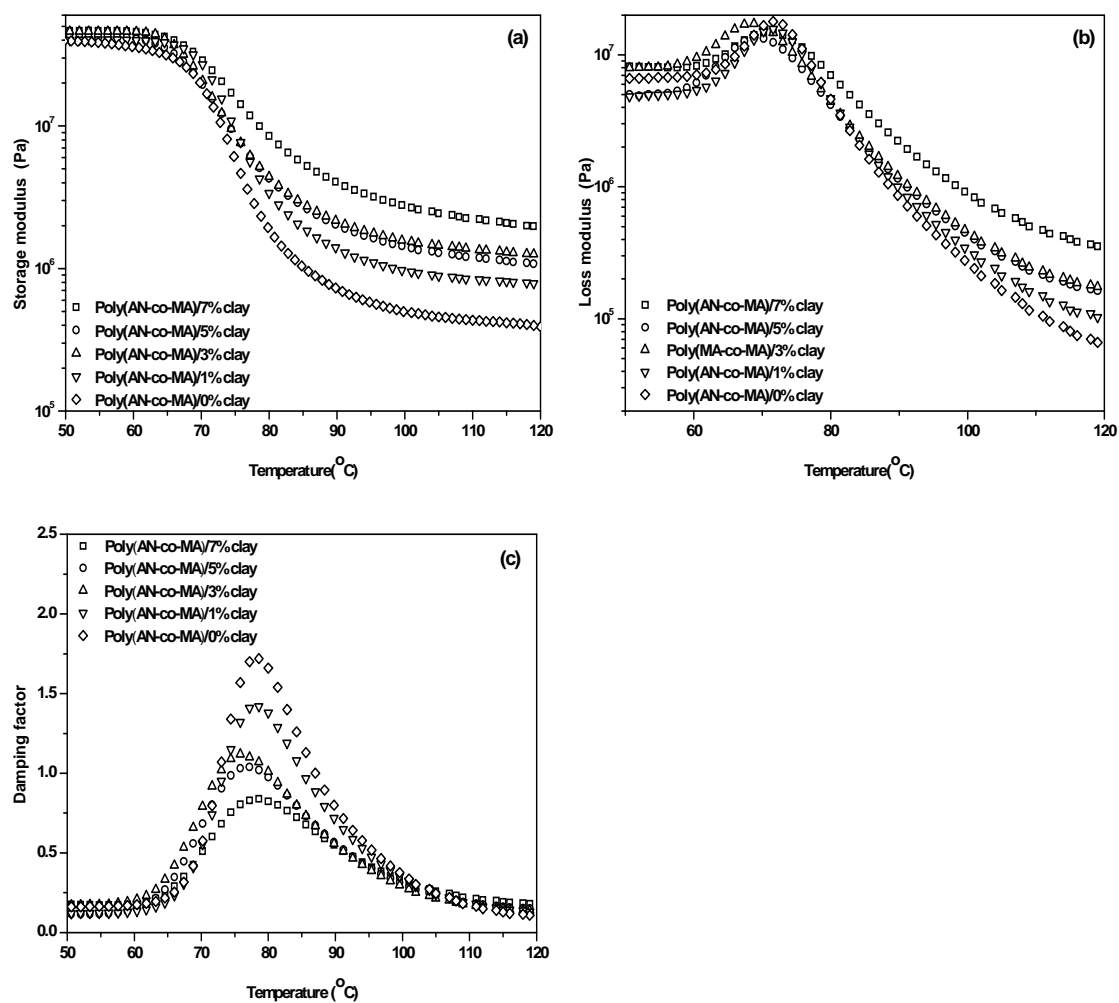 (a)
Storage modulus (Pa)
10^7
10^6
10^5
Poly(AN-co-MA)/7% clay
Poly(AN-co-MA)/5% clay
Poly(AN-co-MA)/3% clay
Poly(AN-co-MA)/1% clay
Poly(AN-co-MA)/0% clay
50 60 70 80 90 100 110 120
Temperature(°C)
(b)
Loss modulus (Pa)
10^7
10^6
10^5
Poly(AN-co-MA)/7% clay
Poly(AN-co-MA)/5% clay
Poly(MA-co-MA)/3% clay
Poly(AN-co-MA)/1% clay
Poly(AN-co-MA)/0% clay
60 80 100 120
Temperature(°C)
(c)
Damping factor
2.5
2.0
1.5
1.0
0.5
0.0
Poly(AN-co-MA)/7% clay
Poly(AN-co-MA)/5% clay
Poly(AN-co-MA)/3% clay
Poly(AN-co-MA)/1% clay
Poly(AN-co-MA)/0% clay
50 60 70 80 90 100 110 120
Temperature (°C)